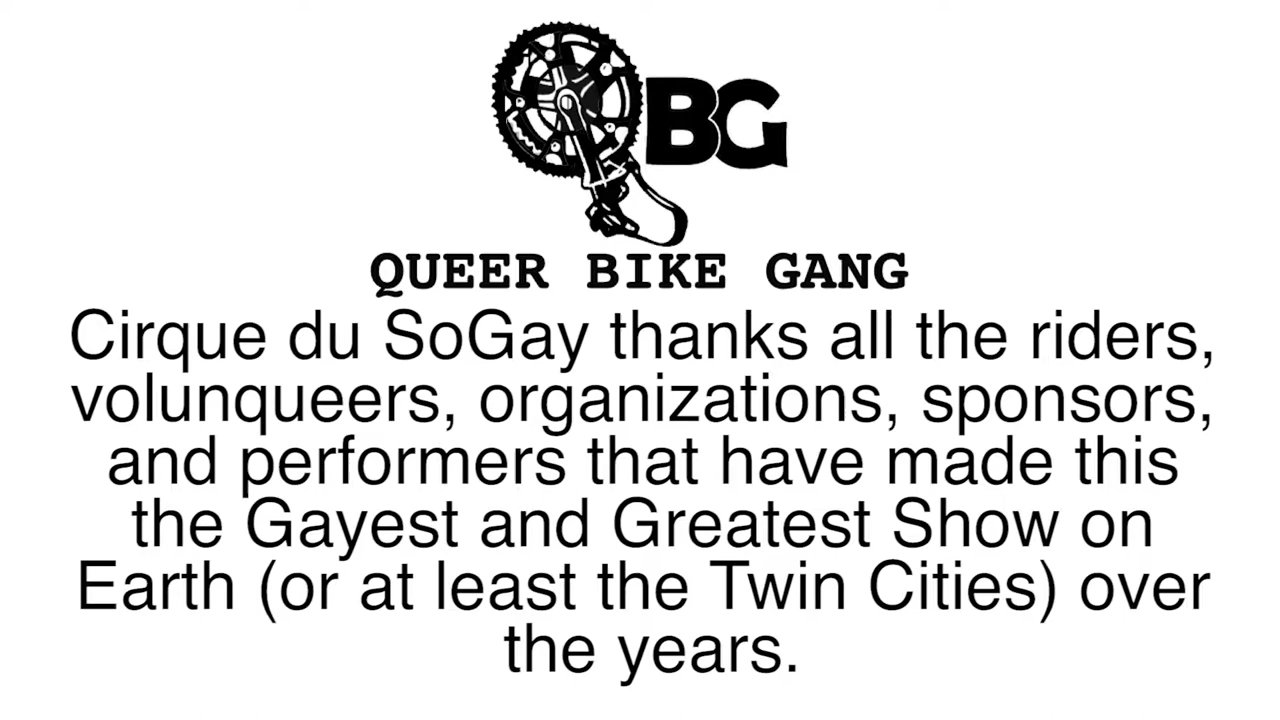 QBG
QUEER BIKE GANG
Cirque du SoGay thanks all the riders,
volunqueers, organizations, sponsors,
and performers that have made this
the Gayest and Greatest Show on
Earth (or at least the Twin Cities) over
the years.